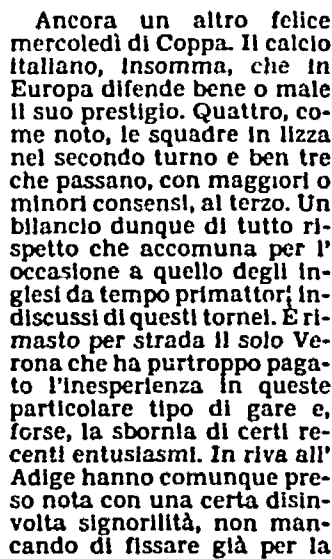 Ancora un altro felice
mercoledì di Coppa. Il calcio
italiano, insomma, che in
Europa difende bene o male
il suo prestigio. Quattro, co-
me noto, le squadre in lizza
nel secondo turno e ben tre
che passano, con maggiori o
minori consensi, al terzo. Un
bilancio dunque di tutto ri-
spetto che accomuna per l'
occasione a quello degli in-
glesi da tempo primattori in-
discussi di questi tornei. È ri-
masto per strada il solo Ve-
rona che ha purtroppo paga-
to l'inesperienza in queste
particolare tipo di gare e,
forse, la sbornia di certi re-
centi entusiasmi. In riva all'
Adige hanno comunque pre-
so nota con una certa disin-
volta signorilità, non man-
cando di fissare già per la